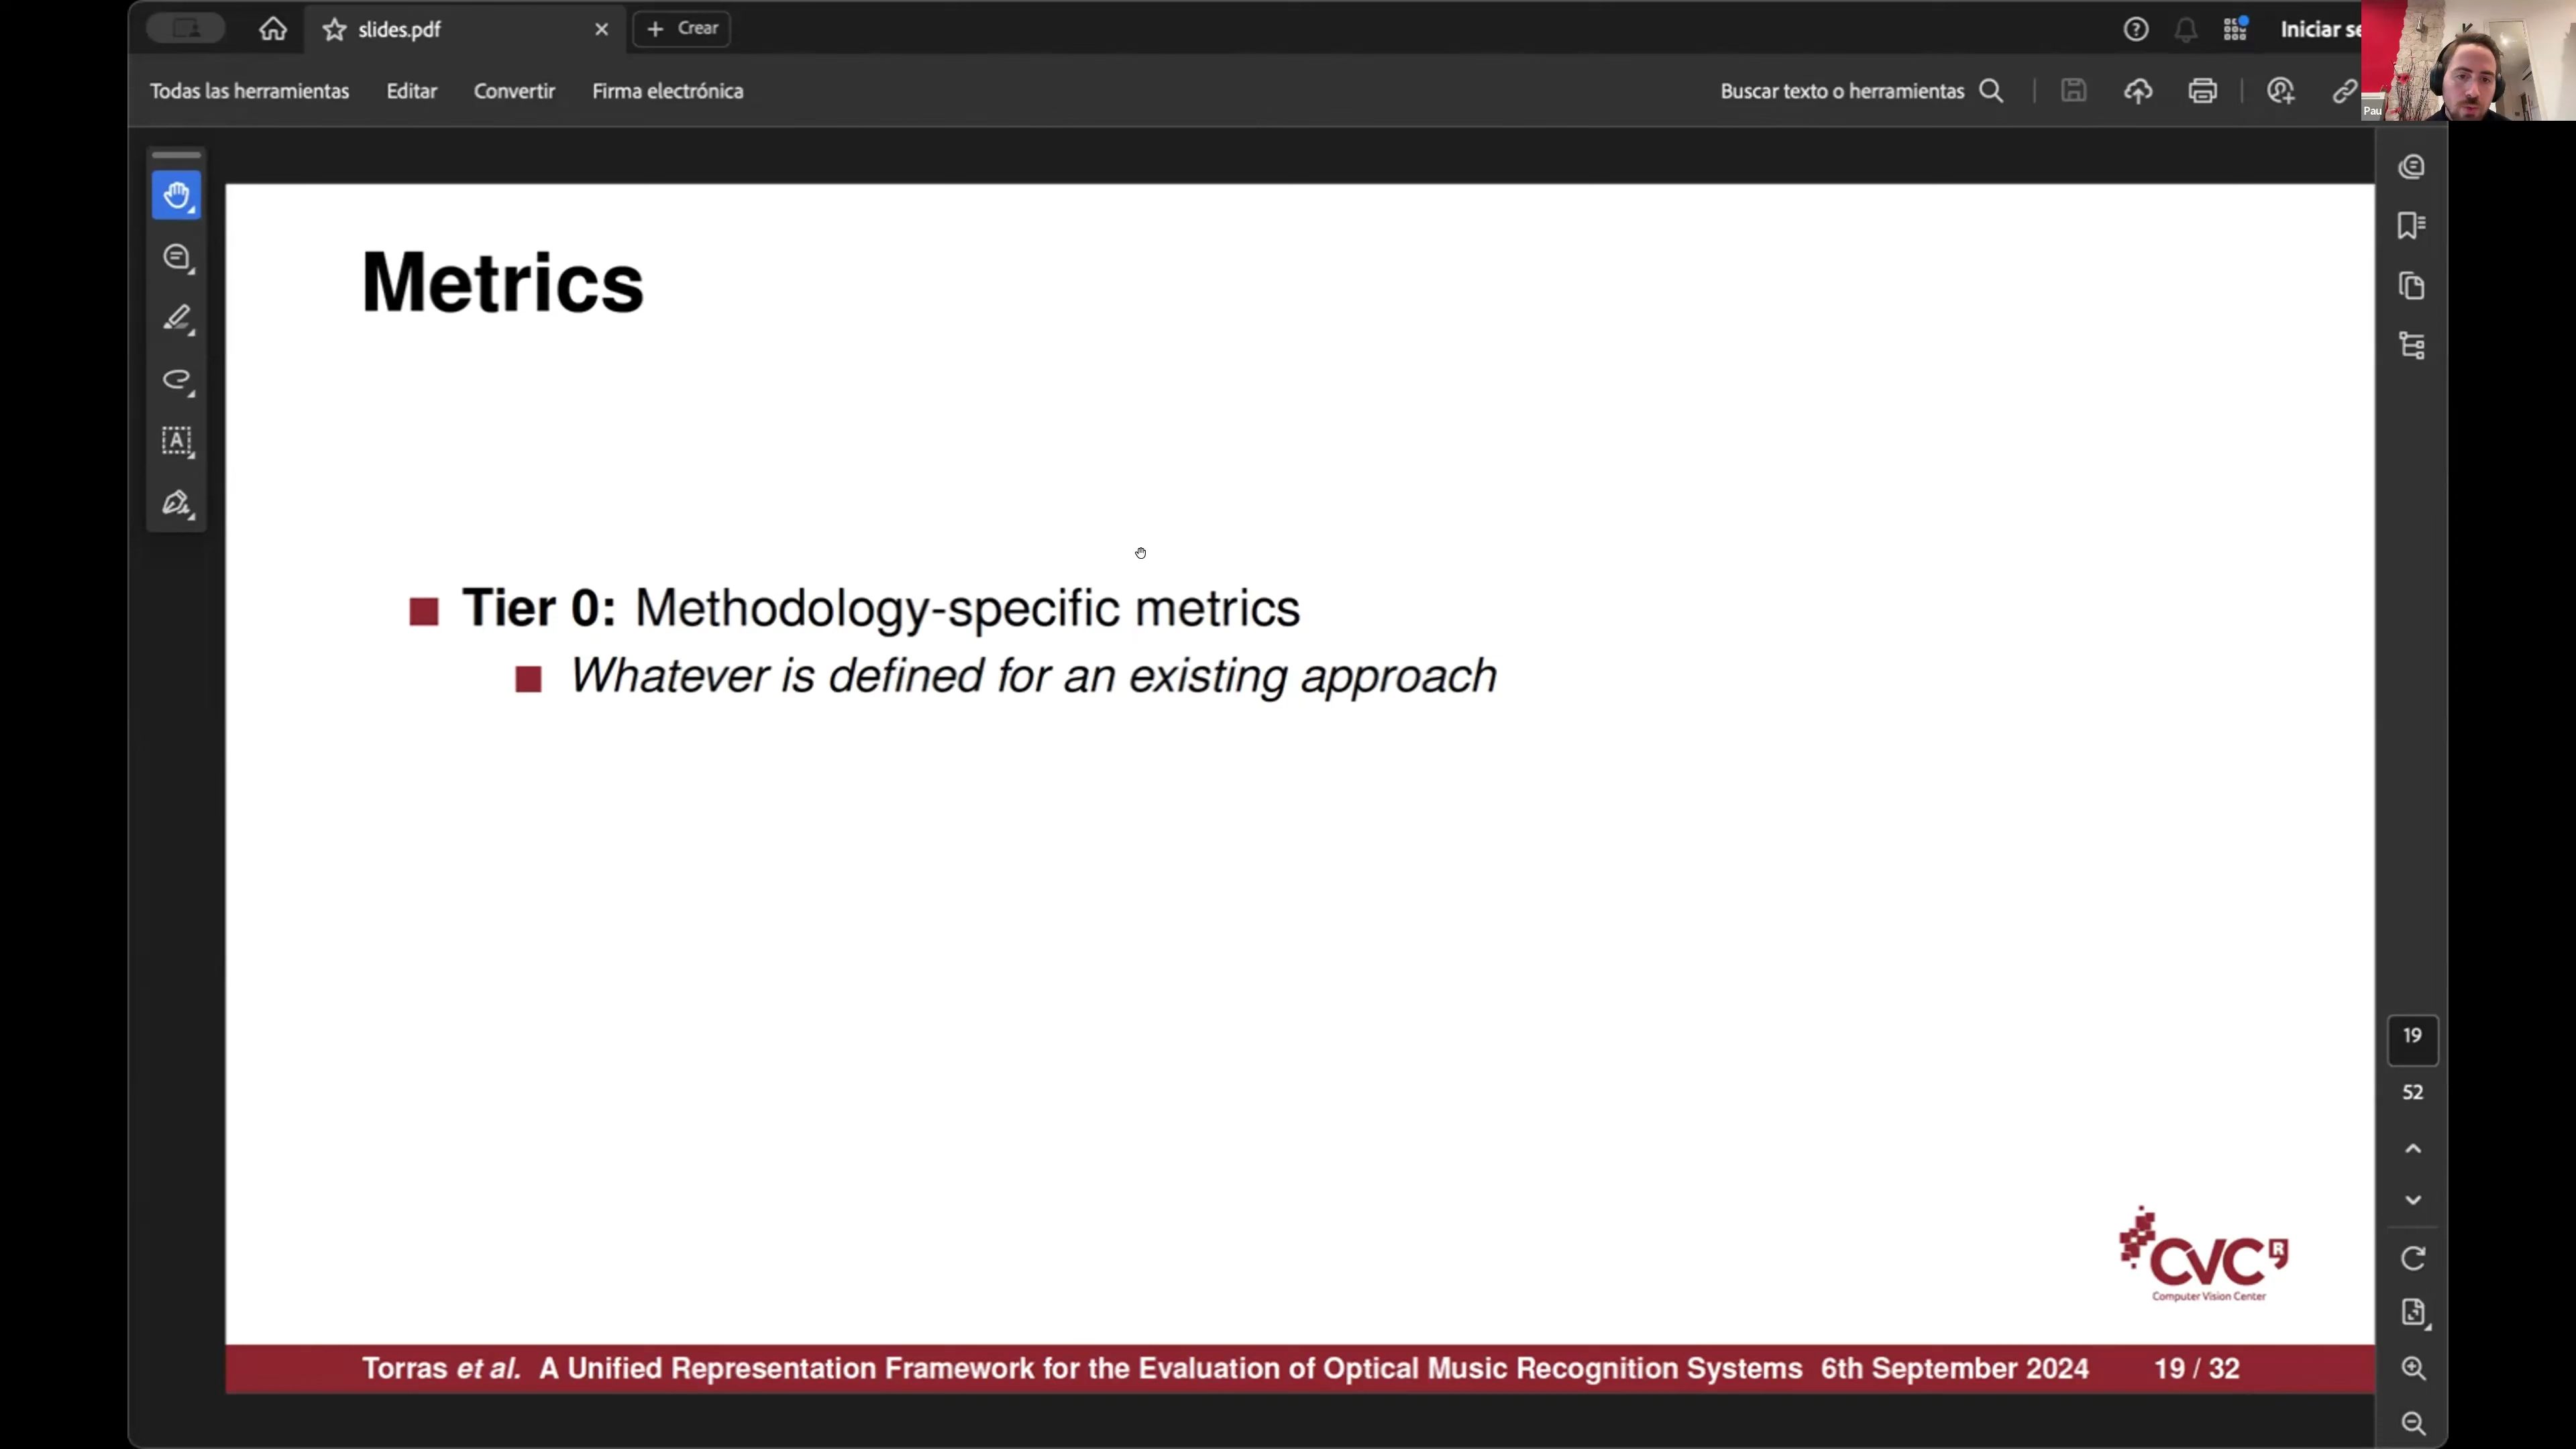 slides.pdf
Crear
Iniciar se
Todas las herramientas
Editar
Convertir
Firma electrónica
Buscar texto o herramientas
Pau
Metrics
Tier 0: Methodology-specific metrics
Whatever is defined for an existing approach
19
52
CVC R
Computer Vision Center
Torras et al. A Unified Representation Framework for the Evaluation of Optical Music Recognition Systems 6th September 2024 19 / 32